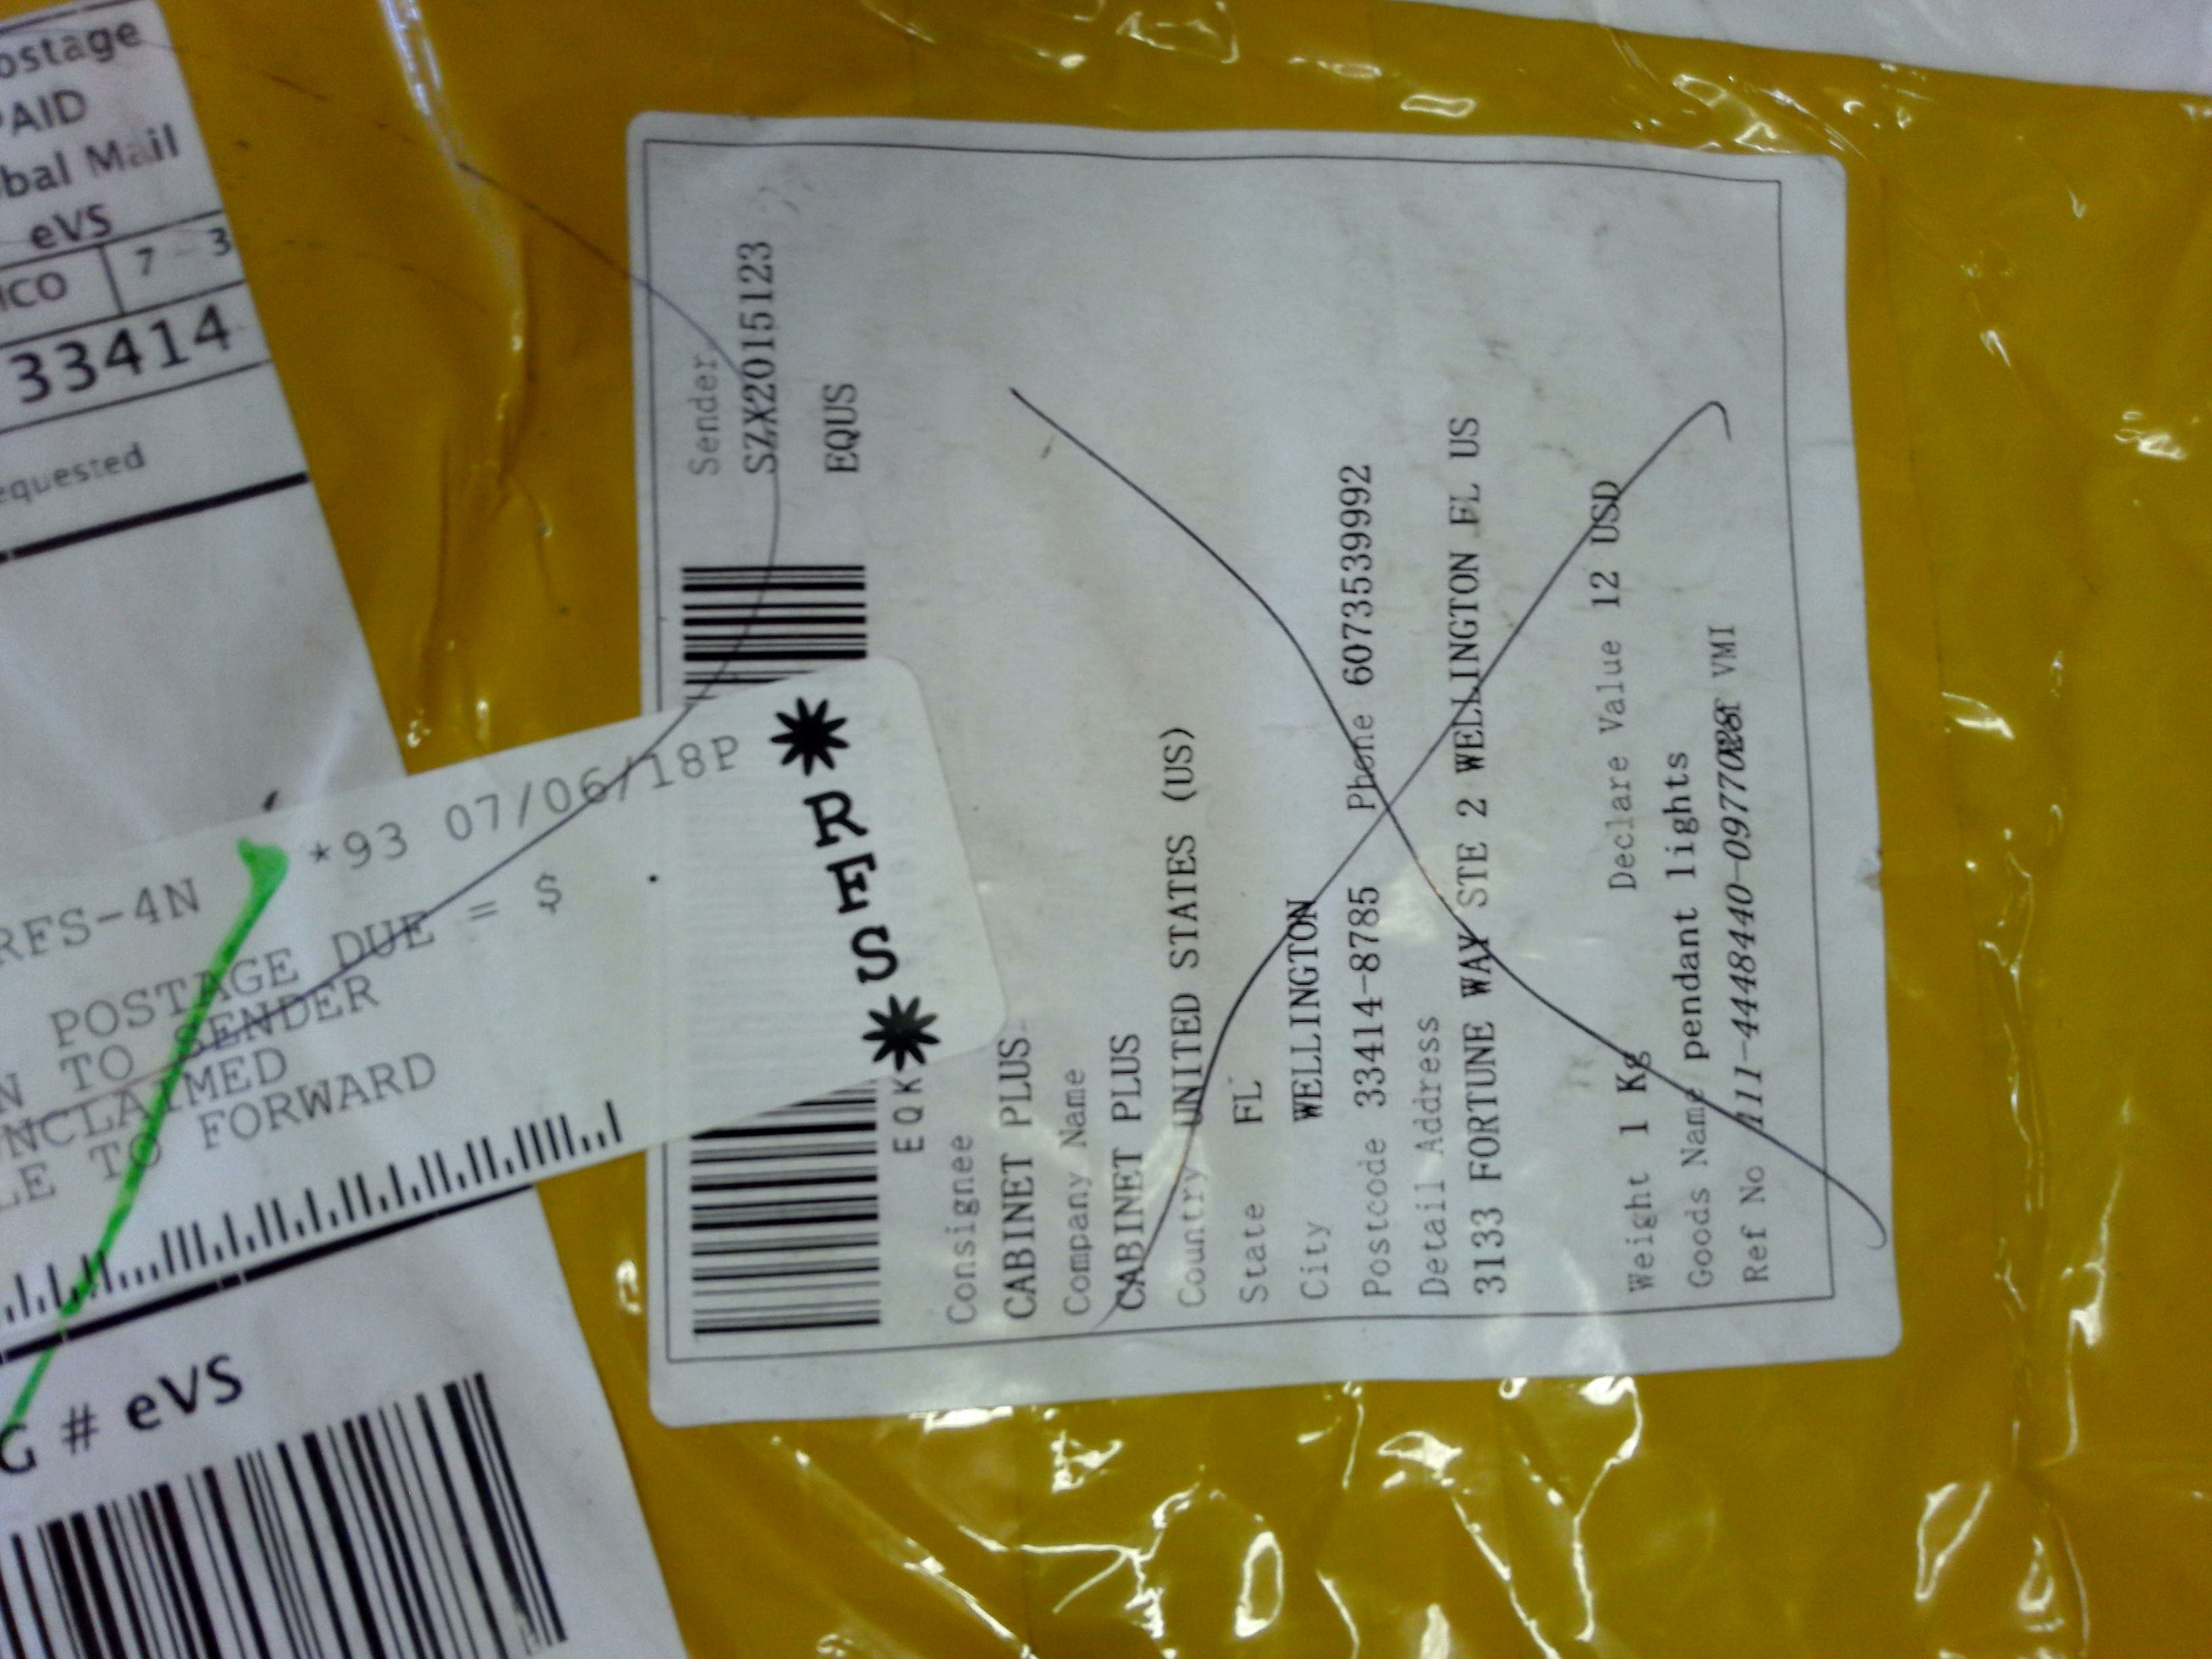 ostage
PAID
bal Mail
eVS
ICO 7 3
33414
equested
RFS-4N *93 07/06/18P
POSTAGE DUE = $
N TO SENDER
NCLAIMED
LE TO FORWARD
*RES*
G # eVS
Sender
SZX2015123
EQUS
EQK
Consignee
CABINET PLUS
Company Name
CABINET PLUS
Country UNITED STATES (US)
State FL
City WELLINGTON
Postcode 33414-8785 Phone 6073539992
Detail Address
3133 FORTUNE WAY STE 2 WELLINGTON FL US
Weight 1 Kg Declare Value 12 USD
Goods Name pendant lights
Ref No VMI